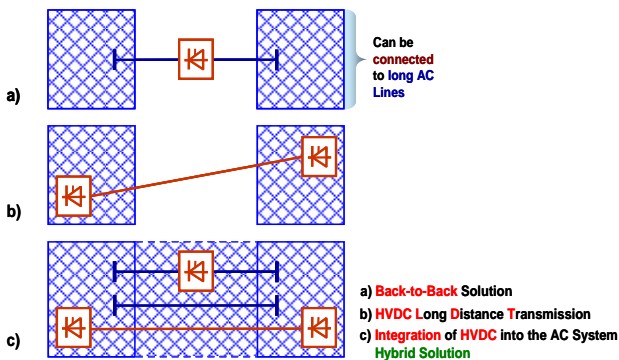 Can be
connected
to long AC
Lines
a)
b)
c)
a) Back-to-Back Solution
b) HVDC Long Distance Transmission
c) Integration of HVDC into the AC System
Hybrid Solution